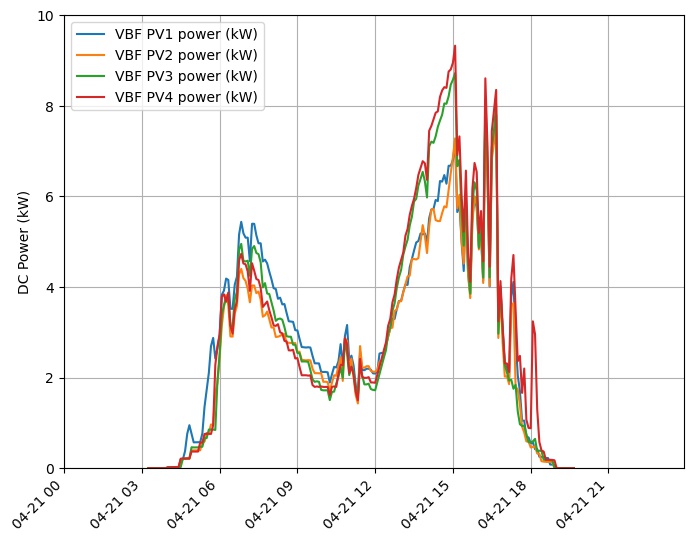 VBF PV1 power (kW)
VBF PV2 power (kW)
VBF PV3 power (kW)
VBF PV4 power (kW)
DC Power (kW)
10
8
6
4
2
0
04-21 00
04-21 03
04-21 06
04-21 09
04-21 12
04-21 15
04-21 18
04-21 21